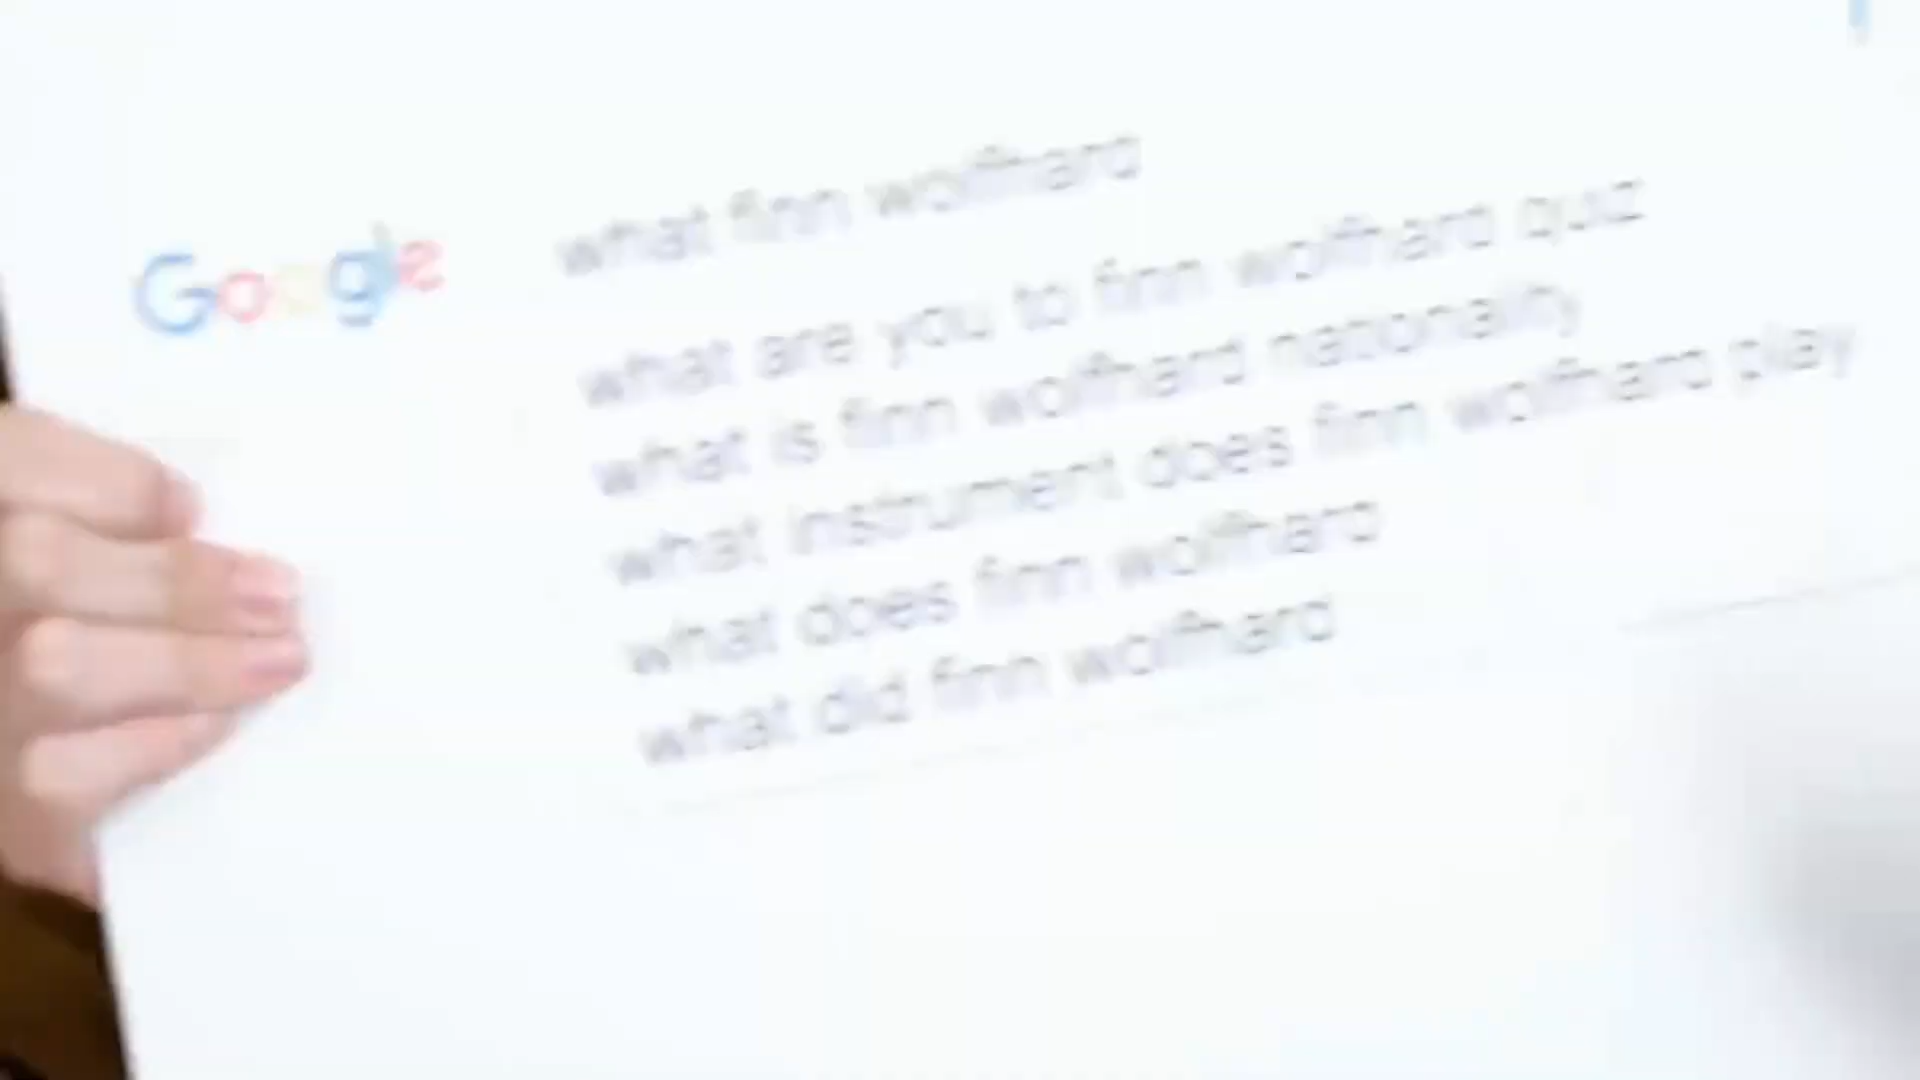 Google
what finn wolfhard
what are you to finn wolfhard quiz
what is finn wolfhard nationality
what instrument does finn wolfhard play
what does finn wolfhard
what did finn wolfhard